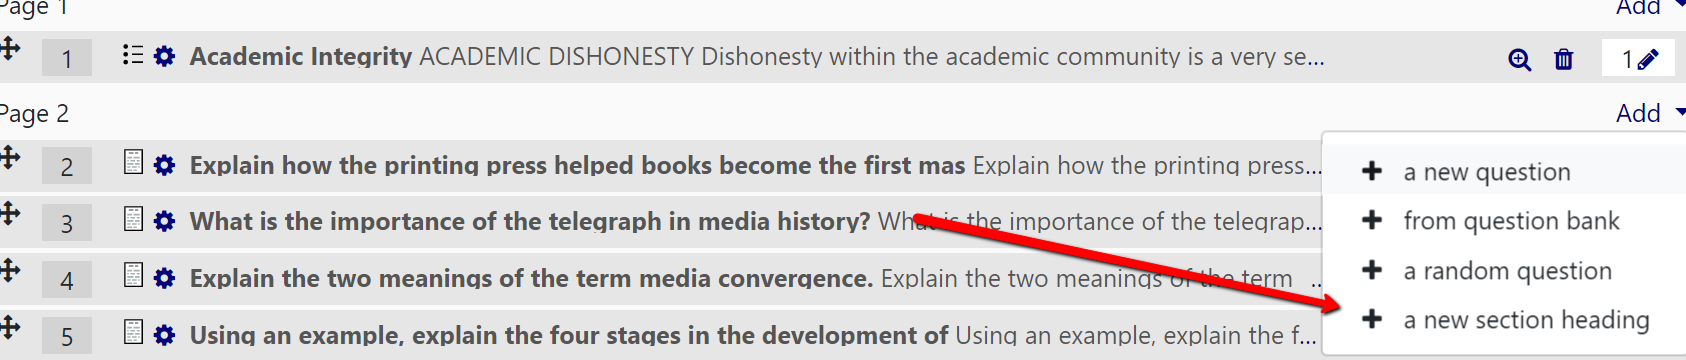 Page 1 Add
1 Academic Integrity ACADEMIC DISHONESTY Dishonesty within the academic community is a very se... 1
Page 2 Add
2 Explain how the printing press helped books become the first mas Explain how the printing press...
a new question
3 What is the importance of the telegraph in media history? What is the importance of the telegrap...
from question bank
4 Explain the two meanings of the term media convergence. Explain the two meanings of the term ...
a random question
5 Using an example, explain the four stages in the development of Using an example, explain the f...
a new section heading